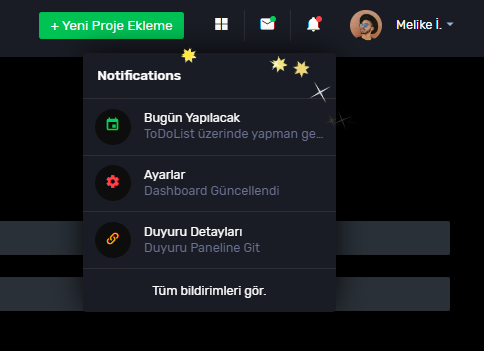 + Yeni Proje Ekleme
Melike İ.
Notifications
Bugün Yapılacak
ToDoList üzerinde yapman ge...
Ayarlar
Dashboard Güncellendi
Duyuru Detayları
Duyuru Paneline Git
Tüm bildirimleri gör.